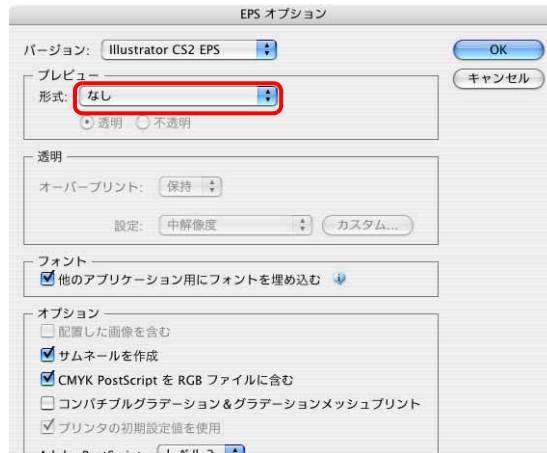 EPS オプション
バージョン: Illustrator CS2 EPS
OK
キャンセル
プレビュー
形式: なし
透明 不透明
透明
オーバープリント: 保持
設定: 中解像度 カスタム...
フォント
他のアプリケーション用にフォントを埋め込む
オプション
配置した画像を含む
サムネールを作成
CMYK PostScript を RGB ファイルに含む
コンパチブルグラデーション&グラデーションメッシュプリント
プリンタの初期設定値を使用
Adobe PostScript: レベル 2